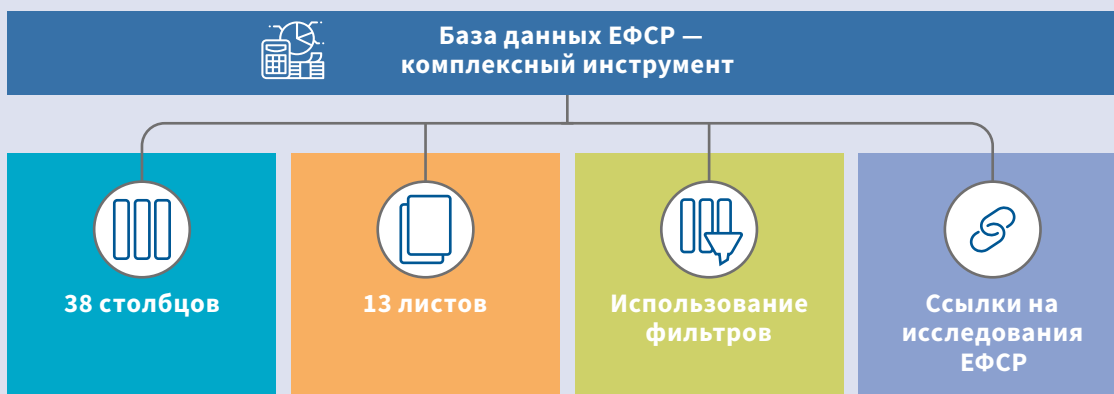 База данных ЕФСР —
комплексный инструмент
38 столбцов
13 листов
Использование
фильтров
Ссылки на
исследования
ЕФСР